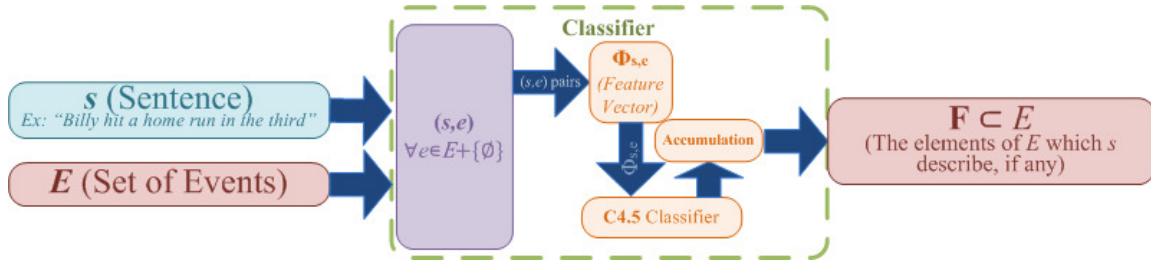 Classifier
s (Sentence)
Ex: "Billy hit a home run in the third"
E (Set of Events)
(s,e)
∀e∈E+{∅}
(s,e) pairs
Φs,e
(Feature
Vector)
Φs,e
Accumulation
C4.5 Classifier
F ⊂ E
(The elements of E which s
describe, if any)